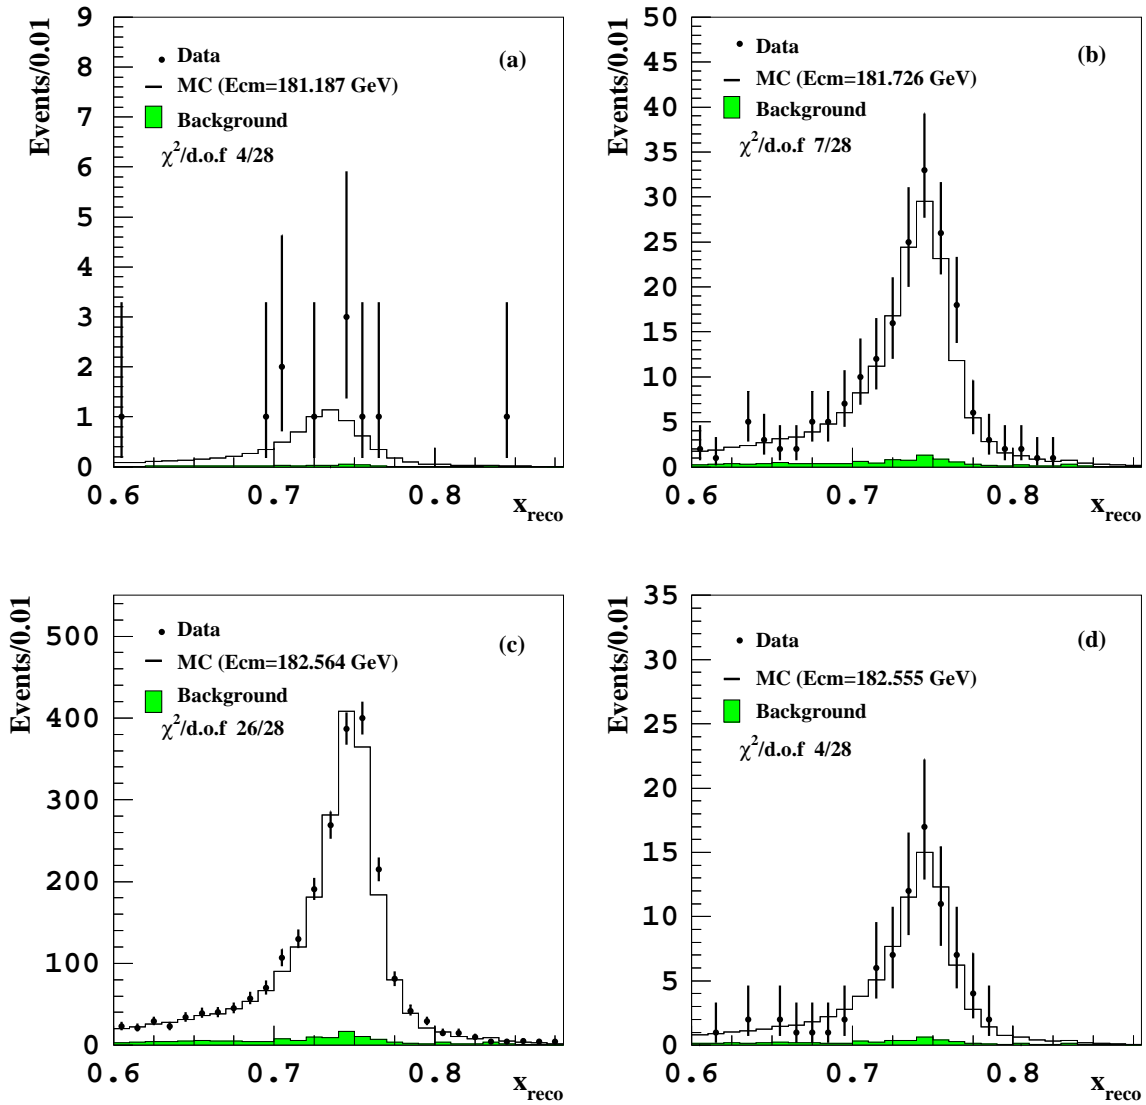 Events/0.01
9
8
7
6
5
4
3
2
1
0
0.6
0.7
0.8
x_reco
Data
(a)
MC (Ecm=181.187 GeV)
Background
χ²/d.o.f 4/28
Events/0.01
50
45
40
35
30
25
20
15
10
5
0
0.6
0.7
0.8
x_reco
Data
(b)
MC (Ecm=181.726 GeV)
Background
χ²/d.o.f 7/28
Events/0.01
500
400
300
200
100
0
0.6
0.7
0.8
x_reco
Data
(c)
MC (Ecm=182.564 GeV)
Background
χ²/d.o.f 26/28
Events/0.01
35
30
25
20
15
10
5
0
0.6
0.7
0.8
x_reco
Data
(d)
MC (Ecm=182.555 GeV)
Background
χ²/d.o.f 4/28